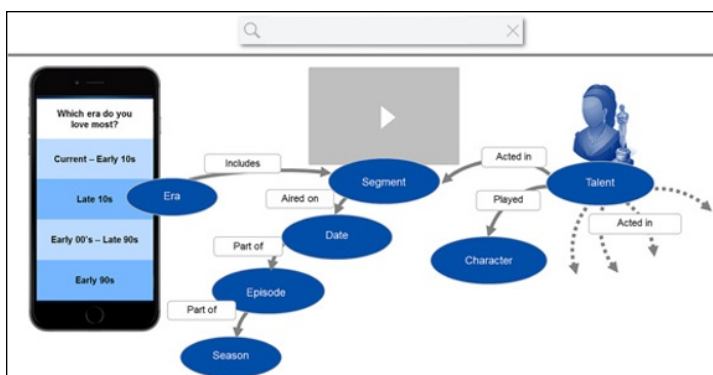 Which era do you
love most?
Current – Early 10s
Late 10s
Early 00's – Late 90s
Early 90s
Era
Includes
Segment
Aired on
Date
Part of
Episode
Part of
Season
Acted in
Talent
Played
Character
Acted in